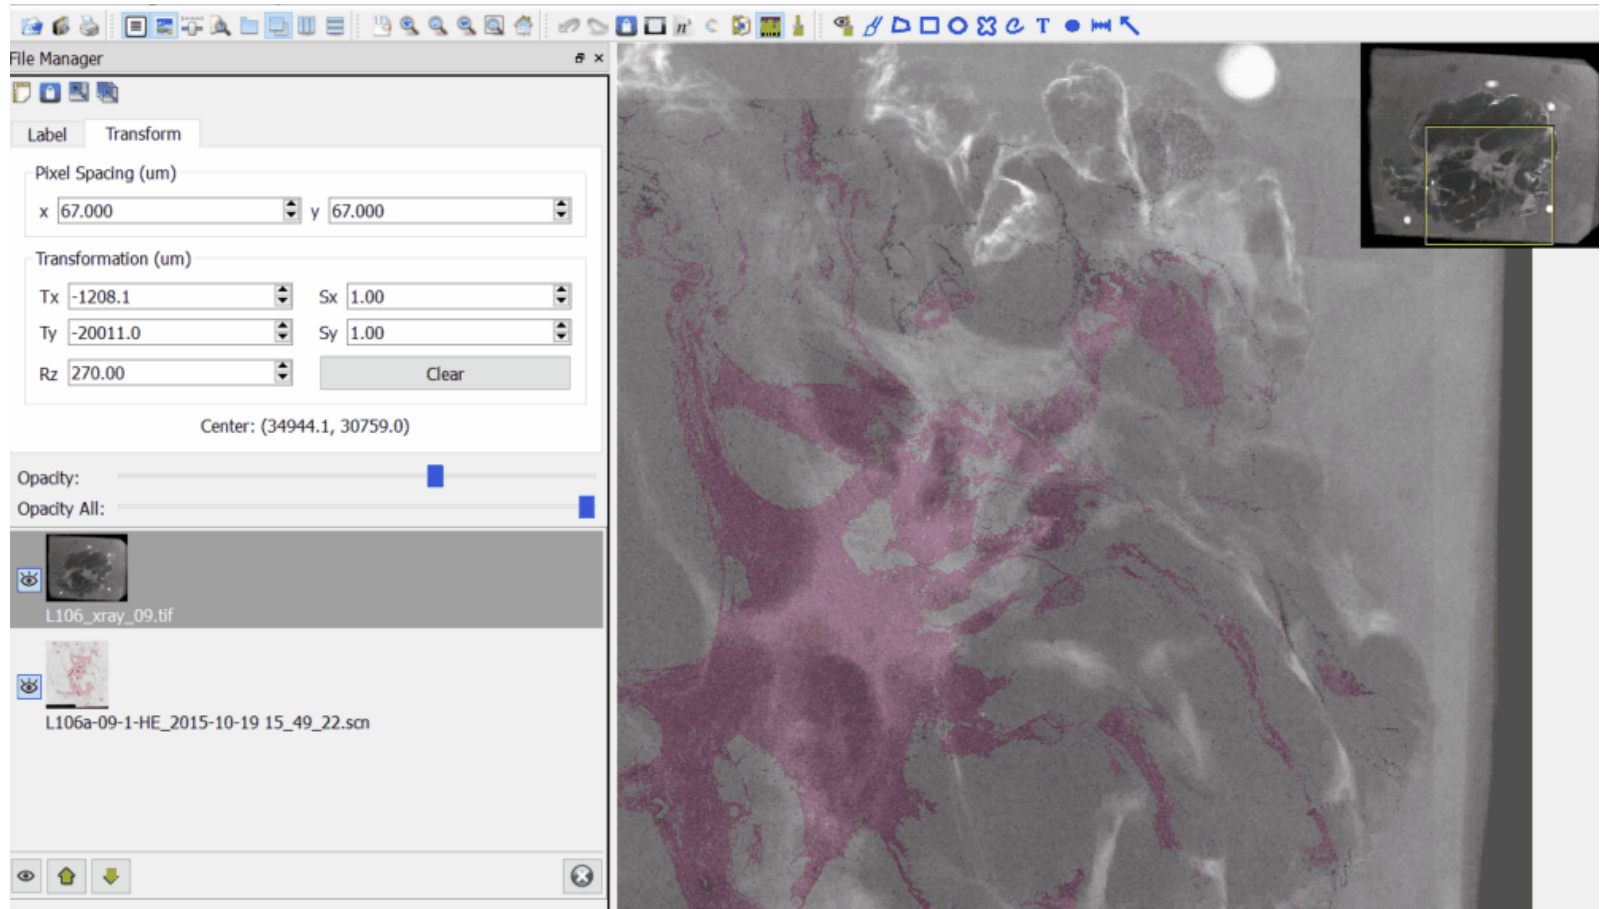 File Manager
Label Transform
Pixel Spacing (um)
x 67.000 y 67.000
Transformation (um)
Tx -1208.1 Sx 1.00
Ty -20011.0 Sy 1.00
Rz 270.00 Clear
Center: (34944.1, 30759.0)
Opacity:
Opacity All:
L106_xray_09.tif
L106a-09-1-HE_2015-10-19 15_49_22.scn